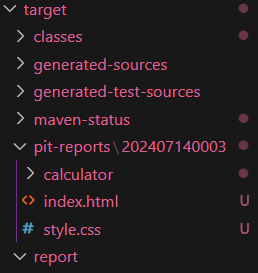 target
classes
generated-sources
generated-test-sources
maven-status
pit-reports\202407140003
calculator
<> index.html U
# style.css U
report